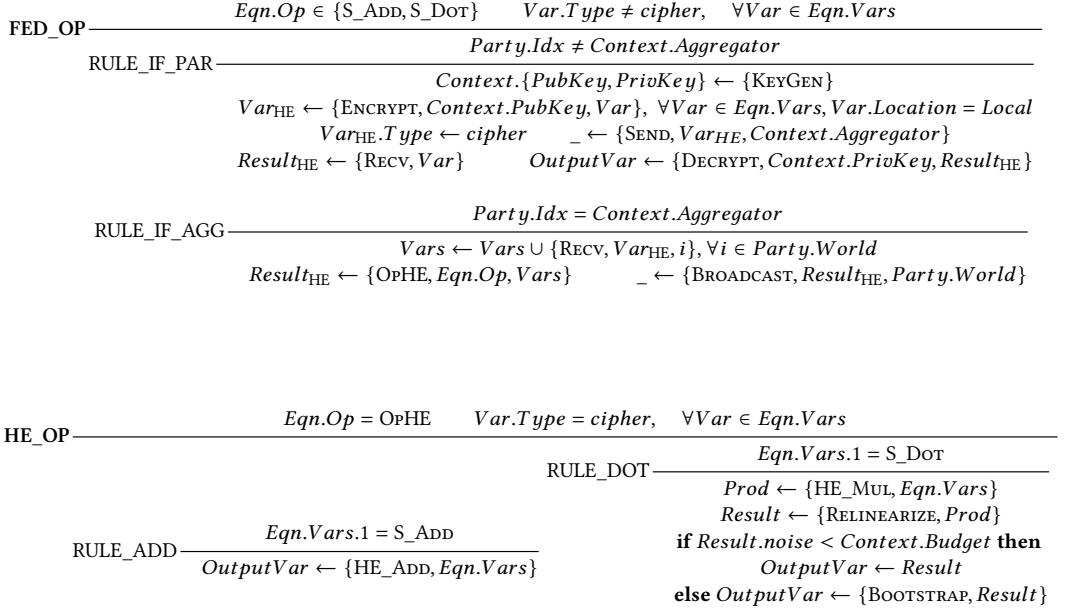 FED_OP
Eqn.Op ∈ {S_ADD, S_DOT} Var.Type ≠ cipher, ∀Var ∈ Eqn.Vars
RULE_IF_PAR
Party.Idx ≠ Context.Aggregator
Context.{PubKey, PrivKey} ← {KEYGEN}
Var_HE ← {ENCRYPT, Context.PubKey, Var}, ∀Var ∈ Eqn.Vars, Var.Location = Local
Var_HE.Type ← cipher _ ← {SEND, Var_HE, Context.Aggregator}
Result_HE ← {RECV, Var} OutputVar ← {DECRYPT, Context.PrivKey, Result_HE}
RULE_IF_AGG
Party.Idx = Context.Aggregator
Vars ← Vars ∪ {RECV, Var_HE, i}, ∀i ∈ Party.World
Result_HE ← {OPHE, Eqn.Op, Vars} _ ← {BROADCAST, Result_HE, Party.World}
HE_OP
Eqn.Op = OPHE Var.Type = cipher, ∀Var ∈ Eqn.Vars
RULE_ADD
Eqn.Vars.1 = S_ADD
OutputVar ← {HE_ADD, Eqn.Vars}
RULE_DOT
Eqn.Vars.1 = S_DOT
Prod ← {HE_MUL, Eqn.Vars}
Result ← {RELINEARIZE, Prod}
if Result.noise < Context.Budget then
OutputVar ← Result
else OutputVar ← {BOOTSTRAP, Result}